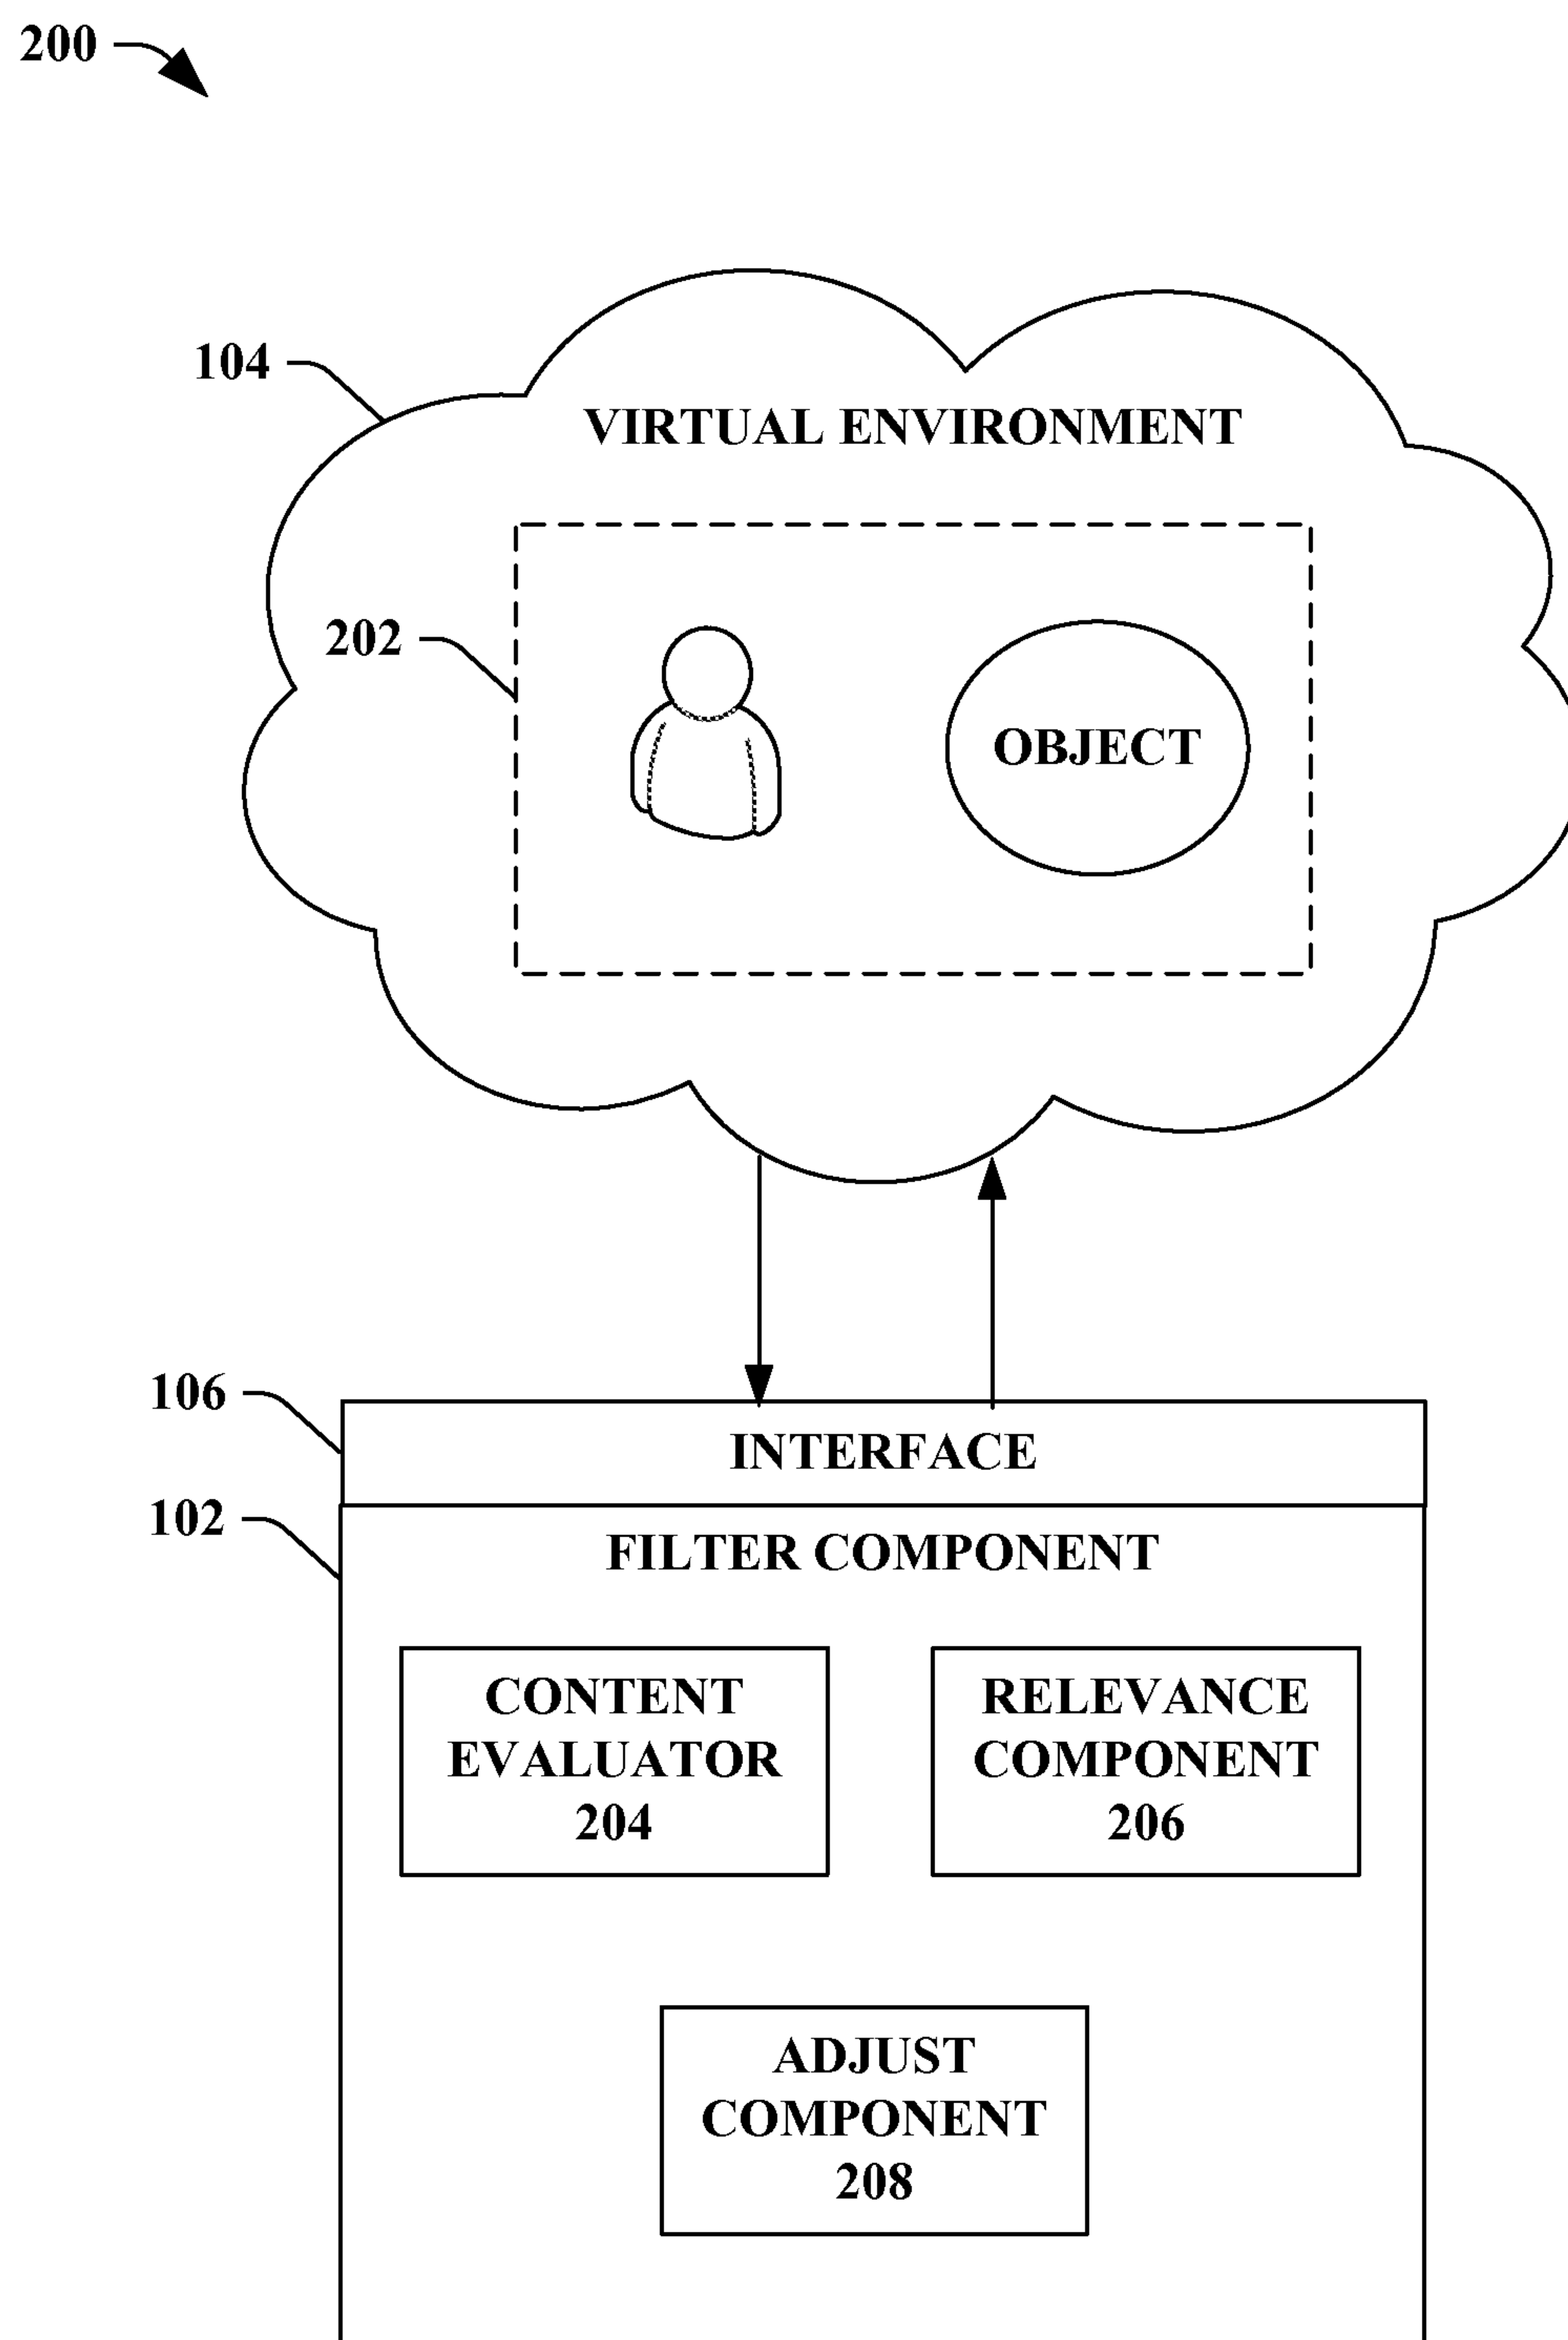 200
104
VIRTUAL ENVIRONMENT
202
OBJECT
106
INTERFACE
102
FILTER COMPONENT
CONTENT
EVALUATOR
204
RELEVANCE
COMPONENT
206
ADJUST
COMPONENT
208